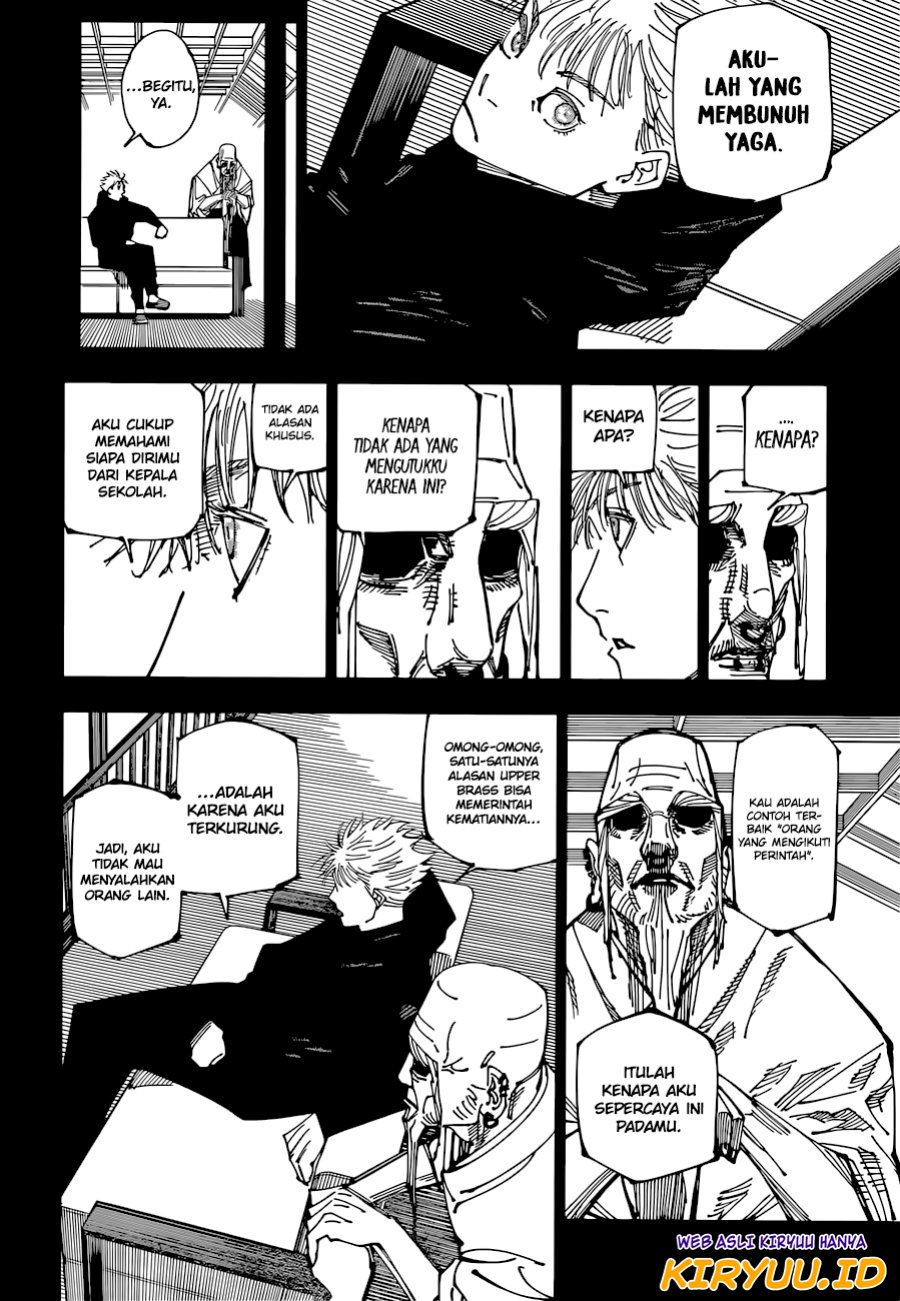 AKU-
LAH YANG
MEMBUNUH
YAGA.
...BEGITU,
YA.
....
KENAPA?
KENAPA
APA?
KENAPA
TIDAK ADA YANG
MENGUTUKKU
KARENA INI?
TIDAK ADA
ALASAN
KHUSUS.
AKU CUKUP
MEMAHAMI
SIAPA DIRIMU
DARI KEPALA
SEKOLAH.
KAU ADALAH
CONTOH TER-
BAIK "ORANG
YANG MENGIKUTI
PERINTAH".
ITULAH
KENAPA AKU
SEPERCAYA INI
PADAMU.
OMONG-OMONG,
SATU-SATUNYA
ALASAN UPPER
BRASS BISA
MEMERINTAH
KEMATIANNYA...
...ADALAH
KARENA AKU
TERKURUNG.
JADI, AKU
TIDAK MAU
MENYALAHKAN
ORANG LAIN.
WEB ASLI KIRYUU HANYA
KIRYUU.ID